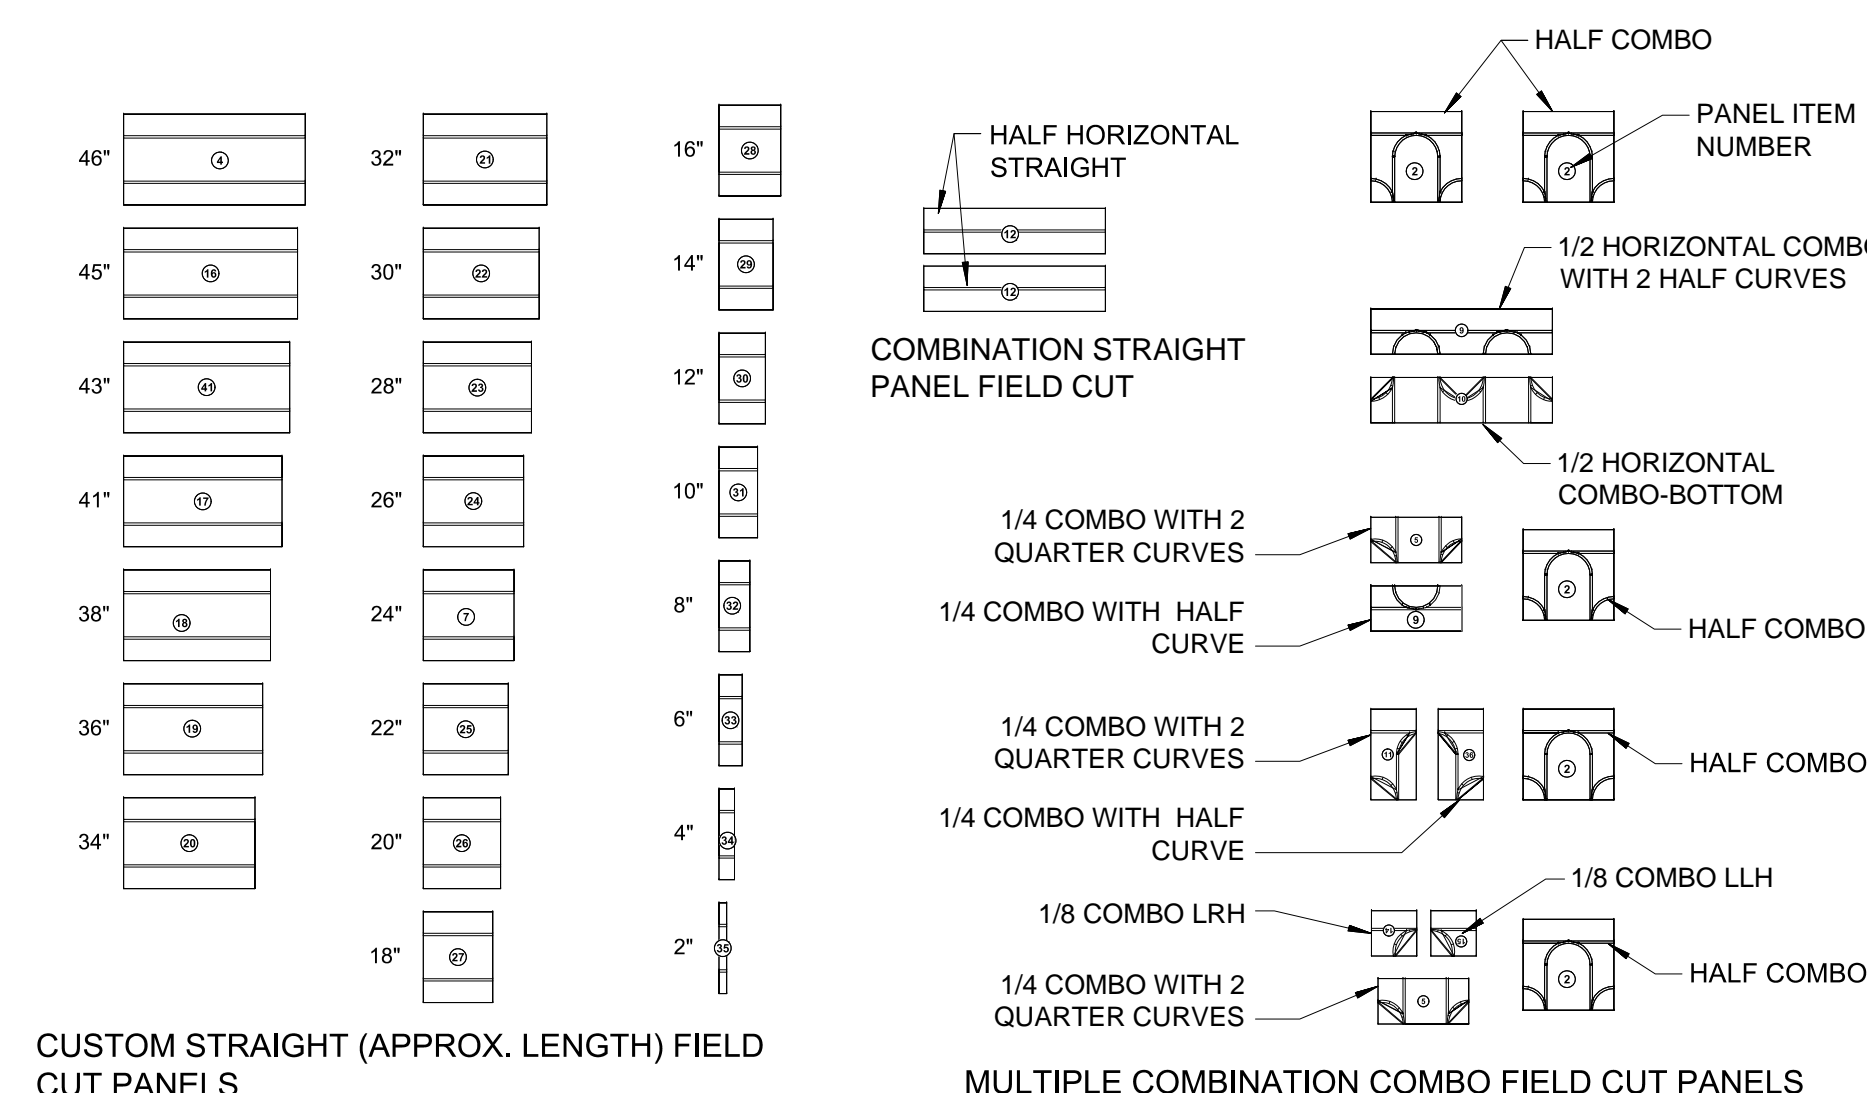 46"
4
45"
16
43"
41
41"
17
38"
18
36"
19
34"
20
32"
21
30"
22
28"
23
26"
24
24"
7
22"
25
20"
26
18"
27
16"
28
14"
29
12"
30
10"
31
8"
32
6"
33
4"
34
2"
35
CUSTOM STRAIGHT (APPROX. LENGTH) FIELD
CUT PANELS
HALF HORIZONTAL
STRAIGHT
12
12
COMBINATION STRAIGHT
PANEL FIELD CUT
HALF COMBO
PANEL ITEM
NUMBER
2
2
1/2 HORIZONTAL COMBO
WITH 2 HALF CURVES
9
10
1/2 HORIZONTAL
COMBO-BOTTOM
1/4 COMBO WITH 2
QUARTER CURVES
5
1/4 COMBO WITH HALF
CURVE
9
2
HALF COMBO
1/4 COMBO WITH 2
QUARTER CURVES
11
36
2
HALF COMBO
1/4 COMBO WITH HALF
CURVE
1/8 COMBO LLH
1/8 COMBO LRH
14
15
1/4 COMBO WITH 2
QUARTER CURVES
5
2
HALF COMBO
MULTIPLE COMBINATION COMBO FIELD CUT PANELS